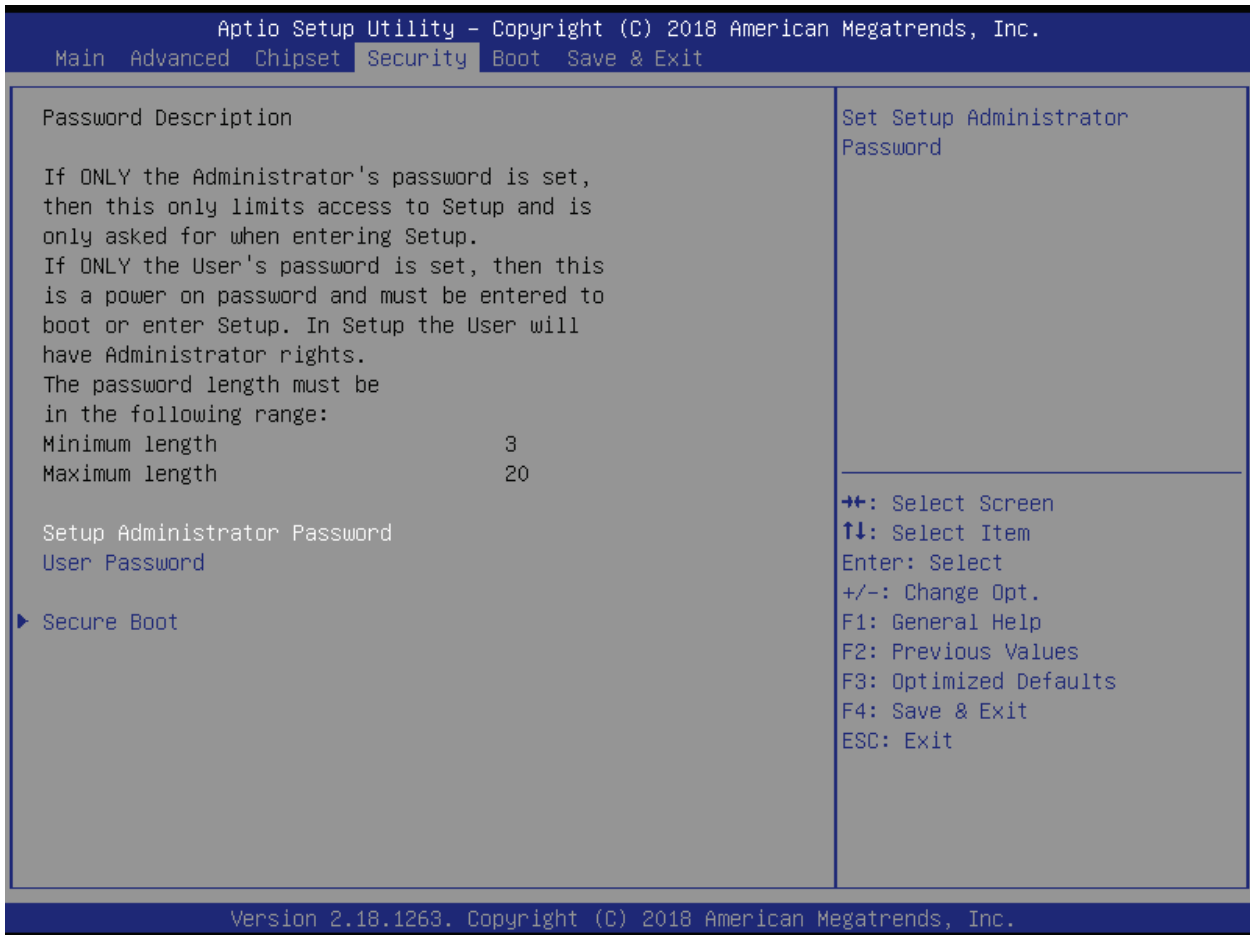 Aptio Setup Utility – Copyright (C) 2018 American Megatrends, Inc.
Main Advanced Chipset Security Boot Save & Exit
Password Description
If ONLY the Administrator's password is set,
then this only limits access to Setup and is
only asked for when entering Setup.
If ONLY the User's password is set, then this
is a power on password and must be entered to
boot or enter Setup. In Setup the User will
have Administrator rights.
The password length must be
in the following range:
Minimum length 3
Maximum length 20
Setup Administrator Password
User Password
Secure Boot
Set Setup Administrator
Password
→←: Select Screen
↑↓: Select Item
Enter: Select
+/-: Change Opt.
F1: General Help
F2: Previous Values
F3: Optimized Defaults
F4: Save & Exit
ESC: Exit
Version 2.18.1263. Copyright (C) 2018 American Megatrends, Inc.